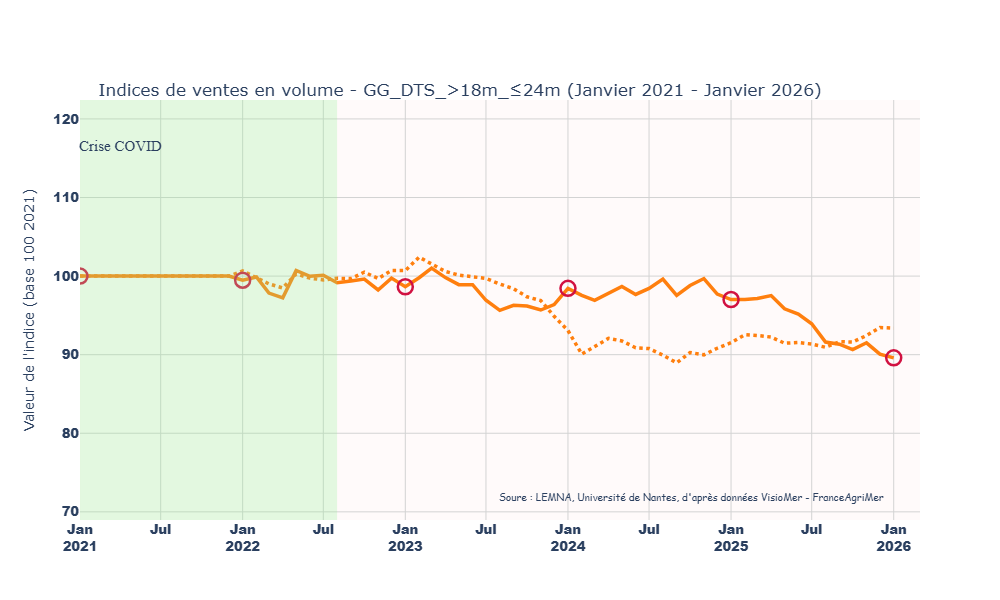 Indices de ventes en volume - GG_DTS_>18m_≤24m (Janvier 2021 - Janvier 2026)
120
Crise COVID
110
100
90
80
70
Valeur de l'indice (base 100 2021)
Soure : LEMNA, Université de Nantes, d'après données VisioMer - FranceAgriMer
Jan Jul Jan Jul Jan Jul Jan Jul Jan Jul Jan
2021 2022 2023 2024 2025 2026